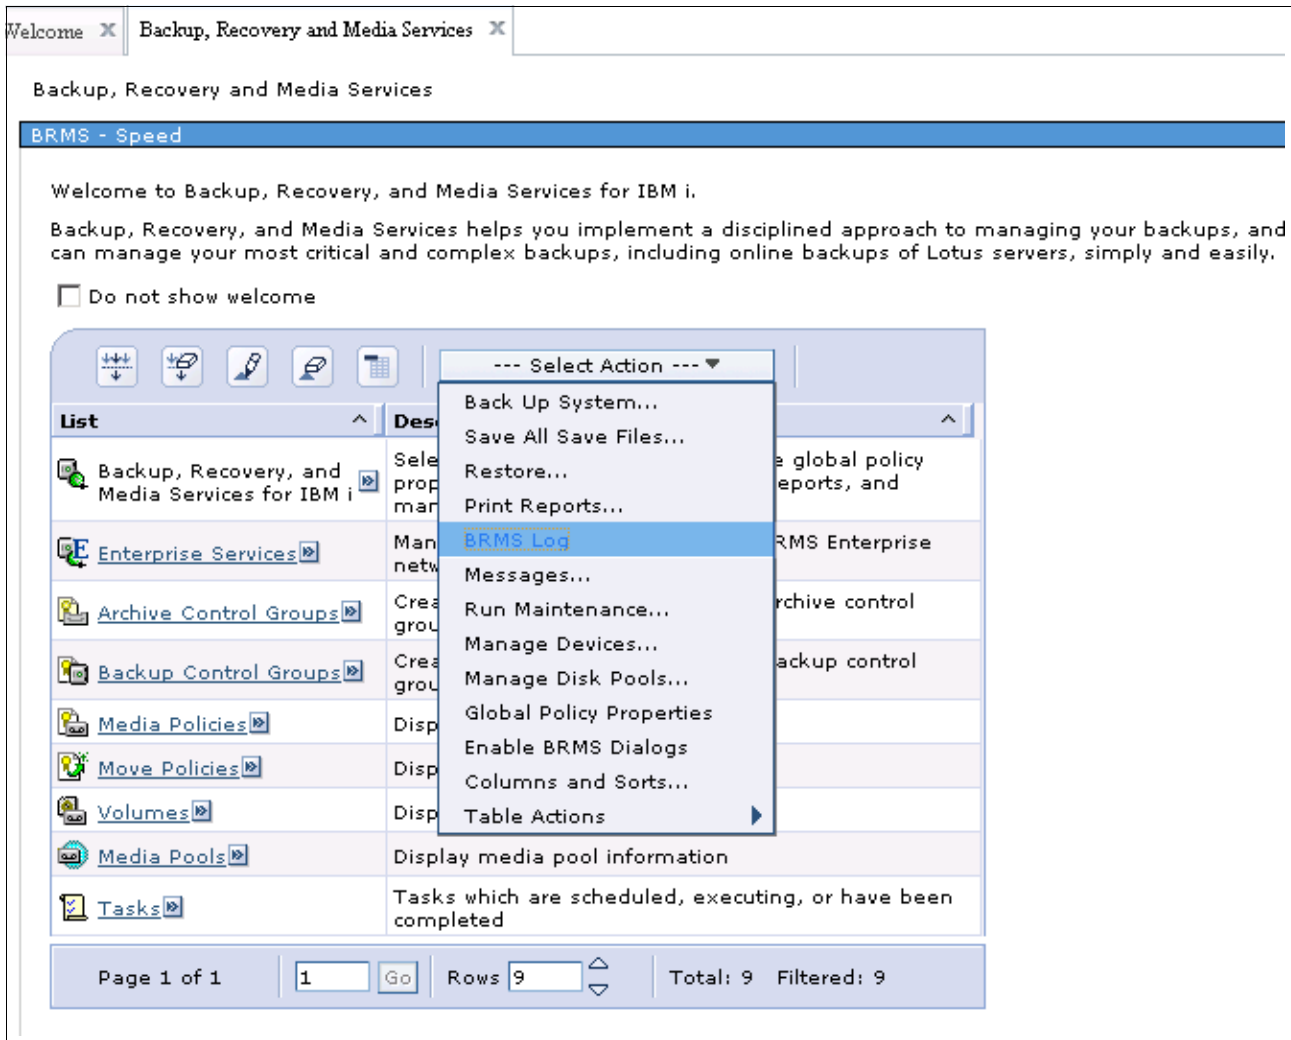 Welcome X Backup, Recovery and Media Services X
Backup, Recovery and Media Services
BRMS - Speed
Welcome to Backup, Recovery, and Media Services for IBM i.
Backup, Recovery, and Media Services helps you implement a disciplined approach to managing your backups, and
can manage your most critical and complex backups, including online backups of Lotus servers, simply and easily.
Do not show welcome
--- Select Action ---
Back Up System...
Save All Save Files...
Restore...
Print Reports...
BRMS Log
Messages...
Run Maintenance...
Manage Devices...
Manage Disk Pools...
Global Policy Properties
Enable BRMS Dialogs
Columns and Sorts...
Table Actions
List
Backup, Recovery, and
Media Services for IBM i
global policy
eports, and
Enterprise Services
RMS Enterprise
Archive Control Groups
rchive control
Backup Control Groups
ackup control
Media Policies
Move Policies
Volumes
Media Pools
Display media pool information
Tasks
Tasks which are scheduled, executing, or have been
completed
Page 1 of 1
1
Go
Rows 9
Total: 9 Filtered: 9